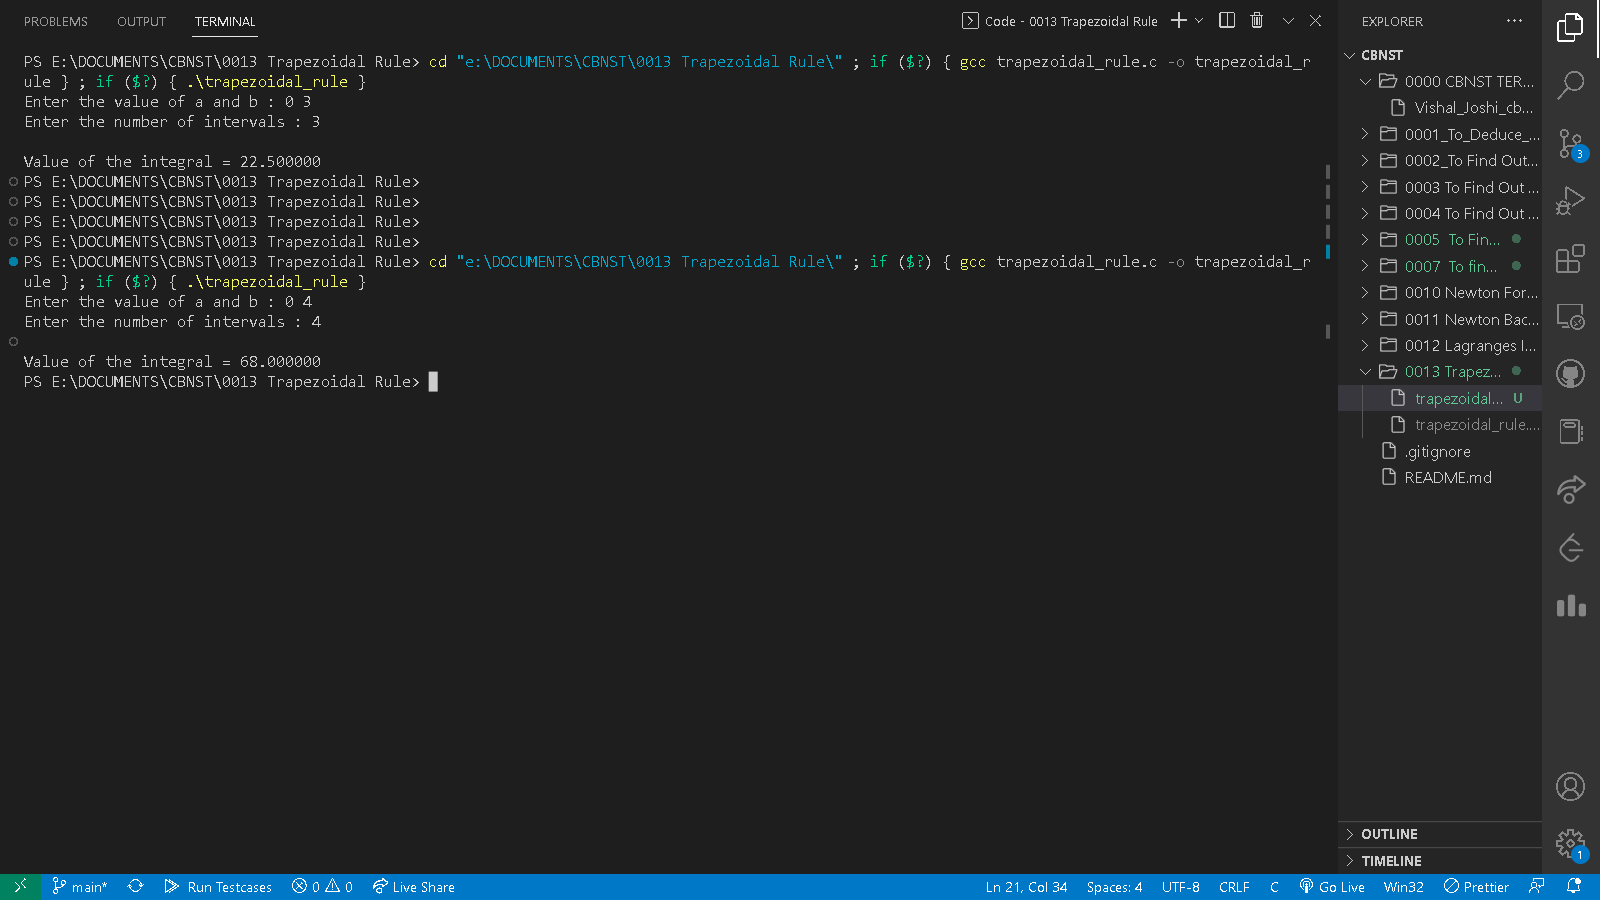 PROBLEMS OUTPUT TERMINAL
Code - 0013 Trapezoidal Rule
PS E:\DOCUMENTS\CBNST\0013 Trapezoidal Rule> cd "e:\DOCUMENTS\CBNST\0013 Trapezoidal Rule\" ; if ($?) { gcc trapezoidal_rule.c -o trapezoidal_r
ule } ; if ($?) { .\trapezoidal_rule }
Enter the value of a and b : 0 3
Enter the number of intervals : 3
Value of the integral = 22.500000
PS E:\DOCUMENTS\CBNST\0013 Trapezoidal Rule>
PS E:\DOCUMENTS\CBNST\0013 Trapezoidal Rule>
PS E:\DOCUMENTS\CBNST\0013 Trapezoidal Rule>
PS E:\DOCUMENTS\CBNST\0013 Trapezoidal Rule>
PS E:\DOCUMENTS\CBNST\0013 Trapezoidal Rule> cd "e:\DOCUMENTS\CBNST\0013 Trapezoidal Rule\" ; if ($?) { gcc trapezoidal_rule.c -o trapezoidal_r
ule } ; if ($?) { .\trapezoidal_rule }
Enter the value of a and b : 0 4
Enter the number of intervals : 4
Value of the integral = 68.000000
PS E:\DOCUMENTS\CBNST\0013 Trapezoidal Rule>
EXPLORER
CBNST
0000 CBNST TER...
Vishal_Joshi_cb...
0001_To_Deduce_...
0002_To Find Out...
0003 To Find Out ...
0004 To Find Out ...
0005 To Fin...
0007 To fin...
0010 Newton For...
0011 Newton Bac...
0012 Lagranges I...
0013 Trapez...
trapezoidal... U
trapezoidal_rule....
.gitignore
README.md
OUTLINE
TIMELINE
3
1
main* Run Testcases 0 0 Live Share Ln 21, Col 34 Spaces: 4 UTF-8 CRLF C Go Live Win32 Prettier